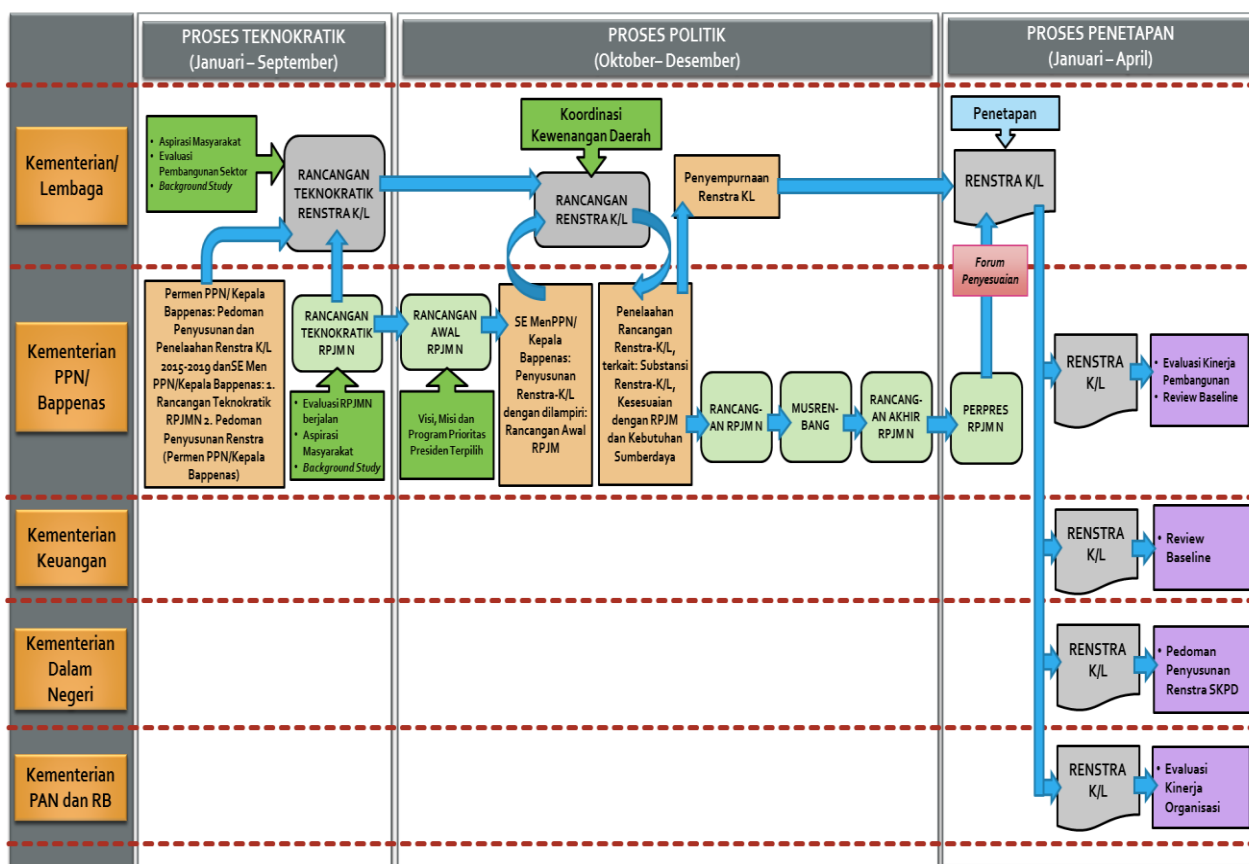 PROSES TEKNOKRATIK
(Januari – September)
PROSES POLITIK
(Oktober– Desember)
PROSES PENETAPAN
(Januari – April)
Kementerian/
Lembaga
• Aspirasi Masyarakat
• Evaluasi
Pembangunan Sektor
• Background Study
RANCANGAN
TEKNOKRATIK
RENSTRA K/L
Koordinasi
Kewenangan Daerah
RANCANGAN
RENSTRA K/L
Penyempurnaan
Renstra KL
Penetapan
RENSTRA K/L
Forum
Penyesuaian
Kementerian
PPN/
Bappenas
Permen PPN/ Kepala
Bappenas: Pedoman
Penyusunan dan
Penelaahan Renstra K/L
2015-2019 danSE Men
PPN/Kepala Bappenas: 1.
Rancangan Teknokratik
RPJMN 2. Pedoman
Penyusunan Renstra
(Permen PPN/Kepala
Bappenas)
RANCANGAN
TEKNOKRATIK
RPJM N
• Evaluasi RPJMN
berjalan
• Aspirasi
Masyarakat
• Background Study
RANCANGAN
AWAL
RPJM N
Visi, Misi dan
Program Prioritas
Presiden Terpilih
SE MenPPN/
Kepala
Bappenas:
Penyusunan
Renstra-K/L
dengan dilampiri:
Rancangan Awal
RPJM
Penelaahan
Rancangan
Renstra-K/L,
terkait: Substansi
Renstra-K/L,
Kesesuaian
dengan RPJM
dan Kebutuhan
Sumberdaya
RANCANG-
AN RPJM N
MUSREN-
BANG
RANCANG-
AN AKHIR
RPJM N
PERPRES
RPJM N
RENSTRA
K/L
• Evaluasi Kinerja
Pembangunan
• Review Baseline
Kementerian
Keuangan
RENSTRA
K/L
• Review
Baseline
Kementerian
Dalam
Negeri
RENSTRA
K/L
• Pedoman
Penyusunan
Renstra SKPD
Kementerian
PAN dan RB
RENSTRA
K/L
• Evaluasi
Kinerja
Organisasi